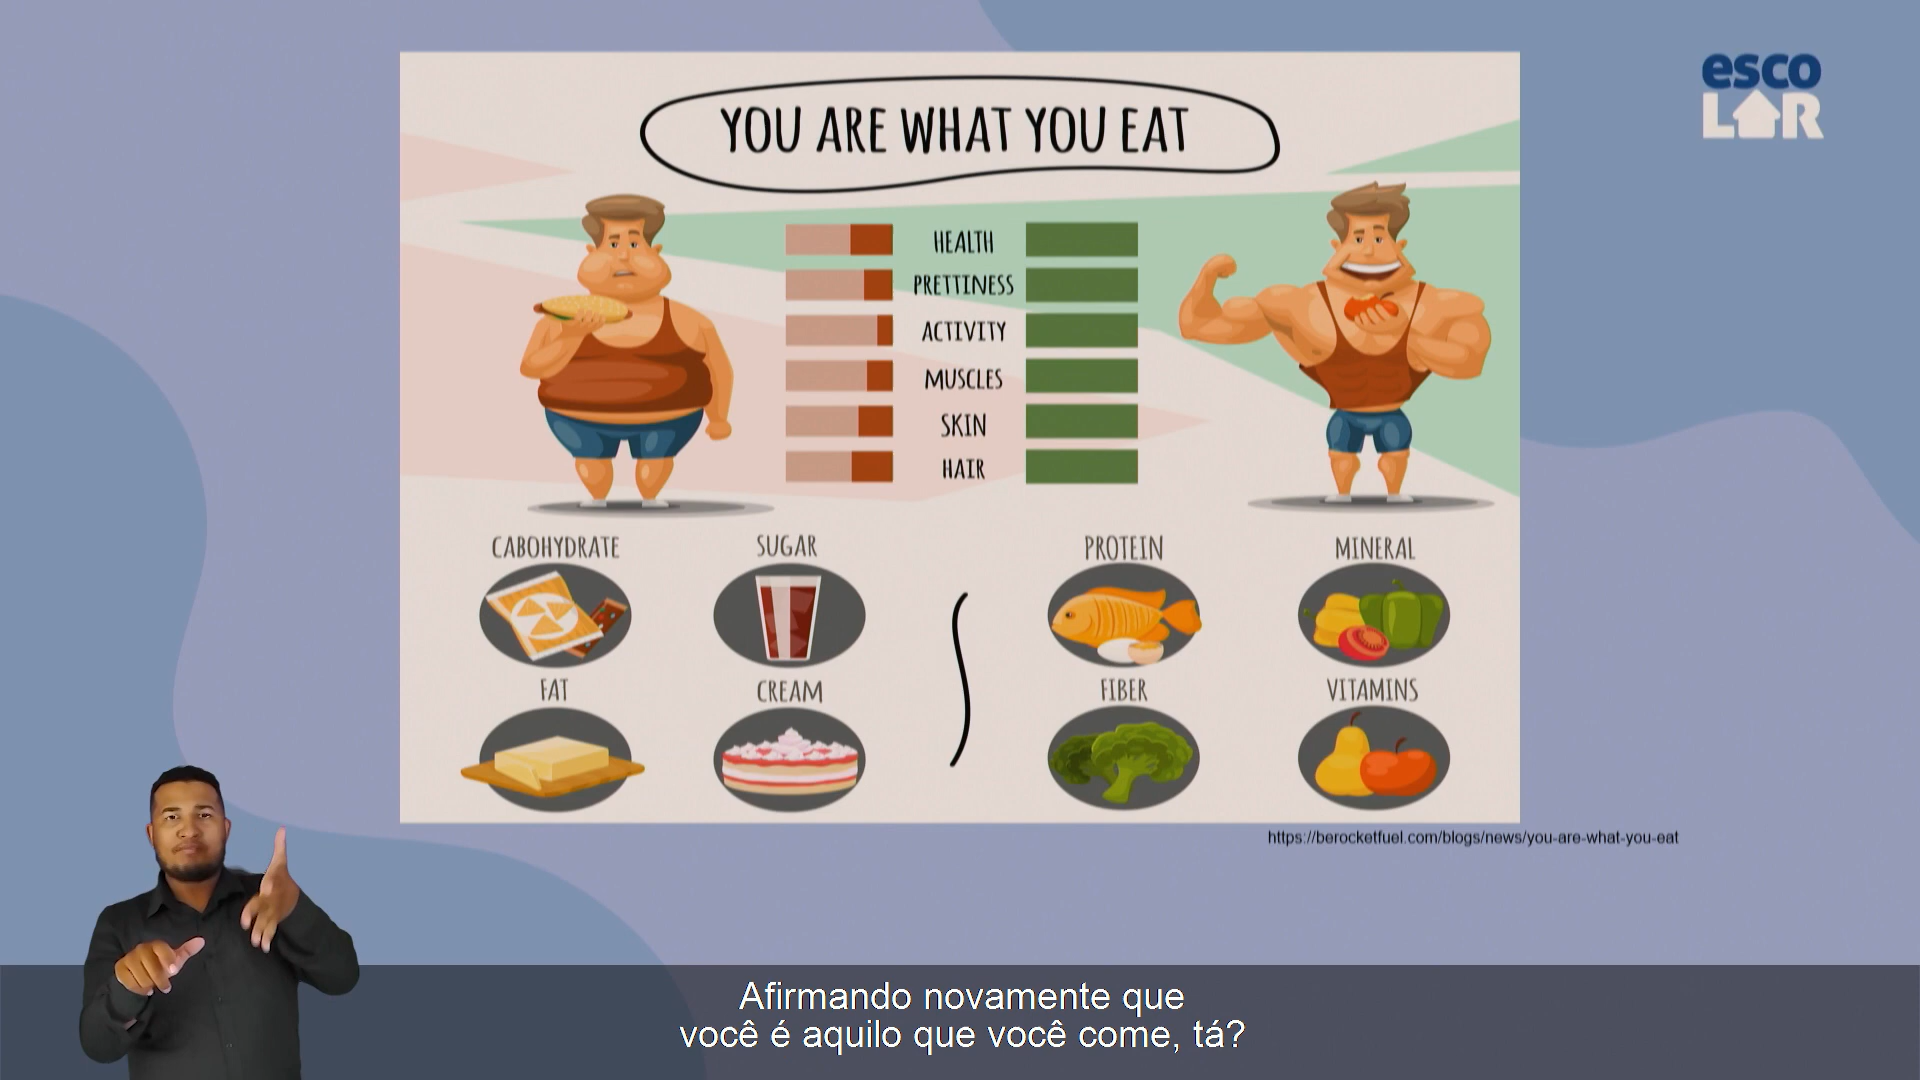 esco
LAR
YOU ARE WHAT YOU EAT
HEALTH
PRETTINESS
ACTIVITY
MUSCLES
SKIN
HAIR
CABOHYDRATE
SUGAR
PROTEIN
MINERAL
FAT
CREAM
FIBER
VITAMINS
https://berocketfuel.com/blogs/news/you-are-what-you-eat
Afirmando novamente que
você é aquilo que você come, tá?